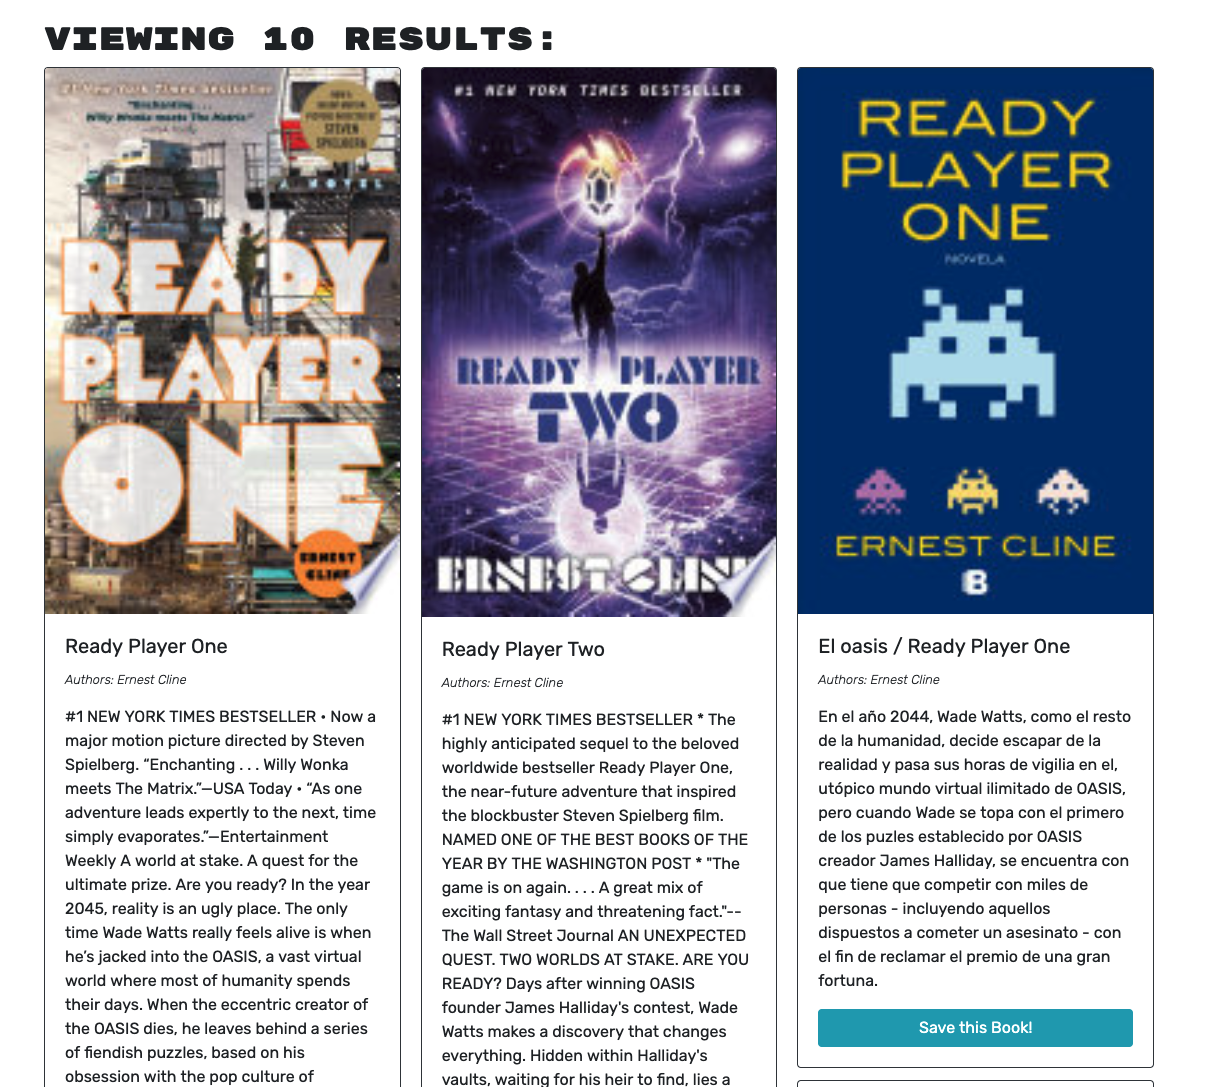 VIEWING 10 RESULTS:
#1 New York Times bestseller
"Enchanting . . .
Willy Wonka meets The Matrix."
—USA Today
STEVEN
SPIELBERG
A NOVEL
READY
PLAYER
ONE
ERNEST
CLINE
Ready Player One
Authors: Ernest Cline
#1 NEW YORK TIMES BESTSELLER • Now a
major motion picture directed by Steven
Spielberg. “Enchanting . . . Willy Wonka
meets The Matrix.”—USA Today • “As one
adventure leads expertly to the next, time
simply evaporates.”—Entertainment
Weekly A world at stake. A quest for the
ultimate prize. Are you ready? In the year
2045, reality is an ugly place. The only
time Wade Watts really feels alive is when
he’s jacked into the OASIS, a vast virtual
world where most of humanity spends
their days. When the eccentric creator of
the OASIS dies, he leaves behind a series
of fiendish puzzles, based on his
obsession with the pop culture of
#1 NEW YORK TIMES BESTSELLER
READY PLAYER
TWO
ERNEST CLINE
Ready Player Two
Authors: Ernest Cline
#1 NEW YORK TIMES BESTSELLER * The
highly anticipated sequel to the beloved
worldwide bestseller Ready Player One,
the near-future adventure that inspired
the blockbuster Steven Spielberg film.
NAMED ONE OF THE BEST BOOKS OF THE
YEAR BY THE WASHINGTON POST * "The
game is on again. . . . A great mix of
exciting fantasy and threatening fact."--
The Wall Street Journal AN UNEXPECTED
QUEST. TWO WORLDS AT STAKE. ARE YOU
READY? Days after winning OASIS
founder James Halliday's contest, Wade
Watts makes a discovery that changes
everything. Hidden within Halliday's
vaults, waiting for his heir to find, lies a
READY
PLAYER
ONE
NOVELA
ERNEST CLINE
B
El oasis / Ready Player One
Authors: Ernest Cline
En el año 2044, Wade Watts, como el resto
de la humanidad, decide escapar de la
realidad y pasa sus horas de vigilia en el,
utópico mundo virtual ilimitado de OASIS,
pero cuando Wade se topa con el primero
de los puzles establecido por OASIS
creador James Halliday, se encuentra con
que tiene que competir con miles de
personas - incluyendo aquellos
dispuestos a cometer un asesinato - con
el fin de reclamar el premio de una gran
fortuna.
Save this Book!